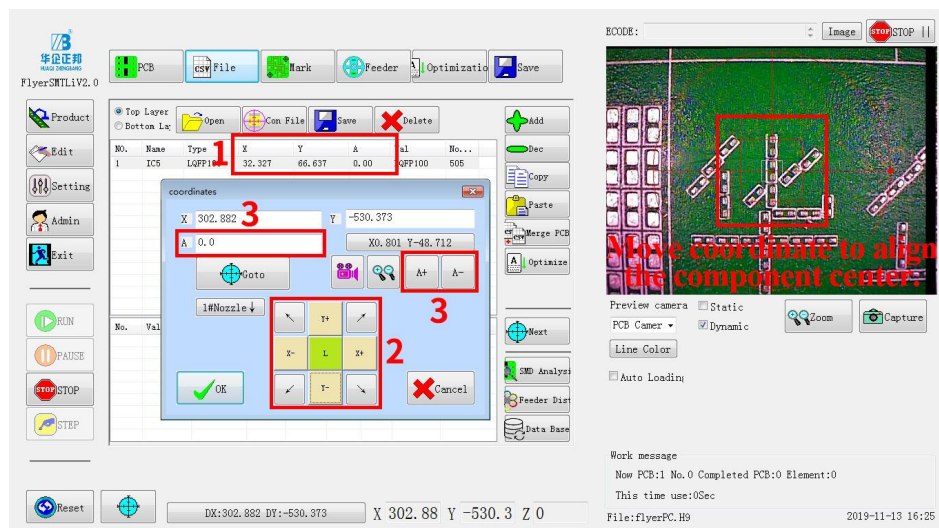 ECODE:
Image
STOP
STOP ||
华企正邦
HUAQI ZHENGBANG
FlyerSMTLiV2.0
PCB
CSV
File
Mark
Feeder
Optimizatio
Save
Product
Edit
Setting
Admin
Exit
RUN
PAUSE
STOP
STOP
STEP
Reset
Top Layer
Bottom La
Open
Con File
Save
Delete
NO. Name Type X Y A No...
1 IC5 32.327 66.637 0.00 LQFP100 505
1
coordinates
X 302.882
Y -530.373
3
A 0.0
X0.801 Y-48.712
Goto
A+
A-
3
1#Nozzle↓
Y+
X-
L
X+
Y-
2
OK
Cancel
No. Val
Add
Dec
Copy
Paste
Merge PCB
Optimize
Next
SMD Analysi
Feeder Dist
Data Base
Move coordinate to align
the component center.
Preview camera
Static
PCB Camer
Dynamic
Zoom
Capture
Line Color
Auto Loading
Work message
Now PCB:1 No.0 Completed PCB:0 Element:0
This time use:0Sec
DX:302.882 DY:-530.373
X 302.88 Y -530.3 Z 0
File:flyerPC.H9
2019-11-13 16:25